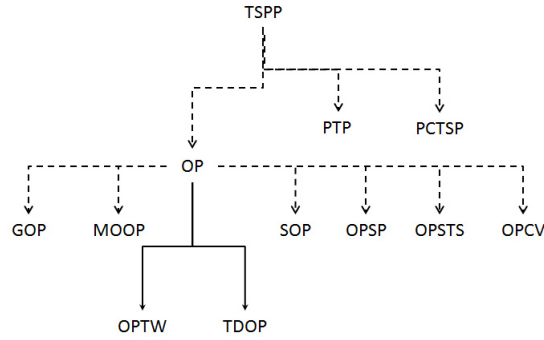 TSPP
PTP PCTSP
OP
GOP MOOP SOP OPSP OPSTS OPCV
OPTW TDOP